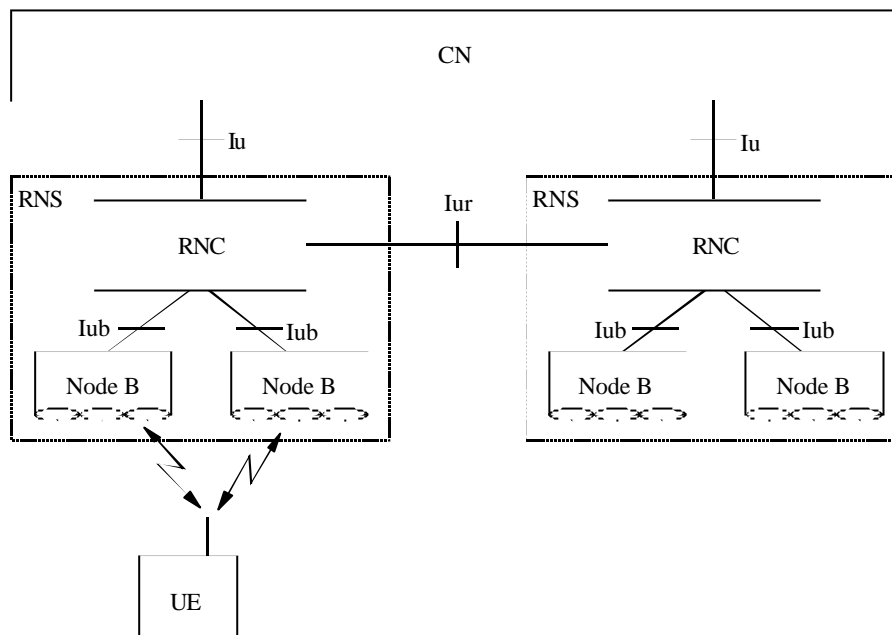 CN
Iu
Iu
RNS
Iur
RNS
RNC
RNC
Iub
Iub
Iub
Iub
Node B
Node B
Node B
Node B
UE